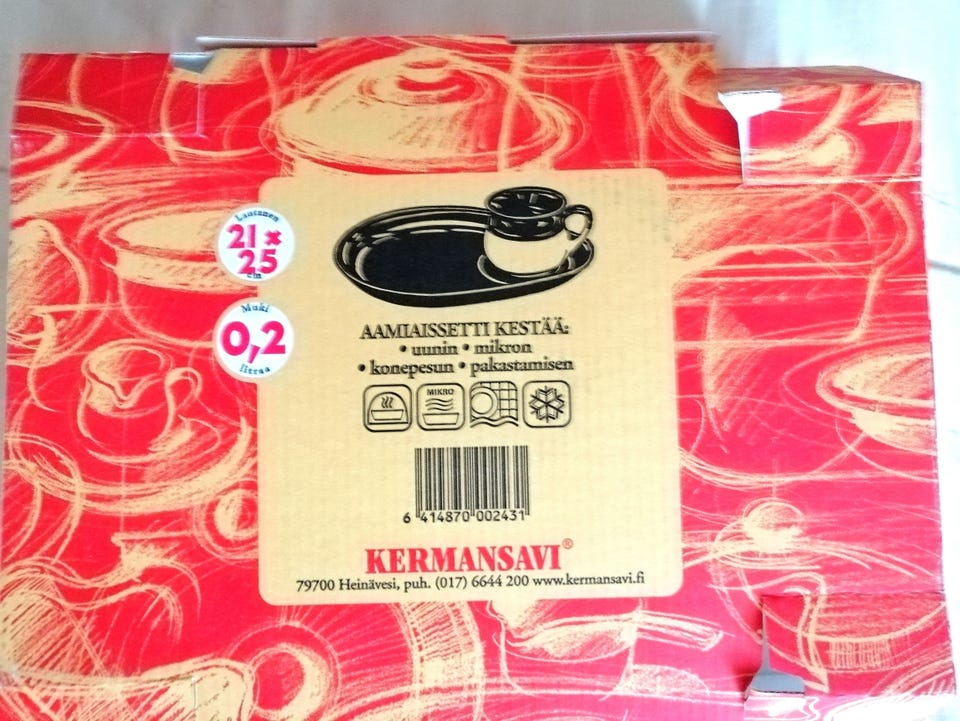 Lautanen
21 x
25
cm
Muki
0,2
litraa
AAMIAISSETTI KESTÄÄ:
• uunin • mikron
• konepesun • pakastamisen
MIKRO
6 414870 002431
KERMANSAVI®
79700 Heinävesi, puh. (017) 6644 200 www.kermansavi.fi